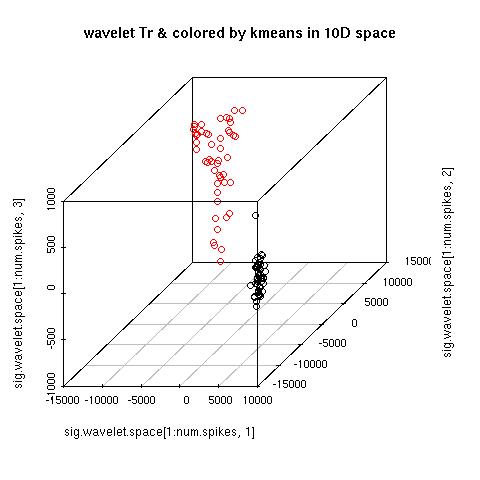 wavelet Tr & colored by kmeans in 10D space
sig.wavelet.space[1:num.spikes, 3]
1000
500
0
-500
-1000
-15000 -10000 -5000 0 5000 10000
sig.wavelet.space[1:num.spikes, 1]
15000
10000
5000
0
-5000
-10000
-15000
sig.wavelet.space[1:num.spikes, 2]